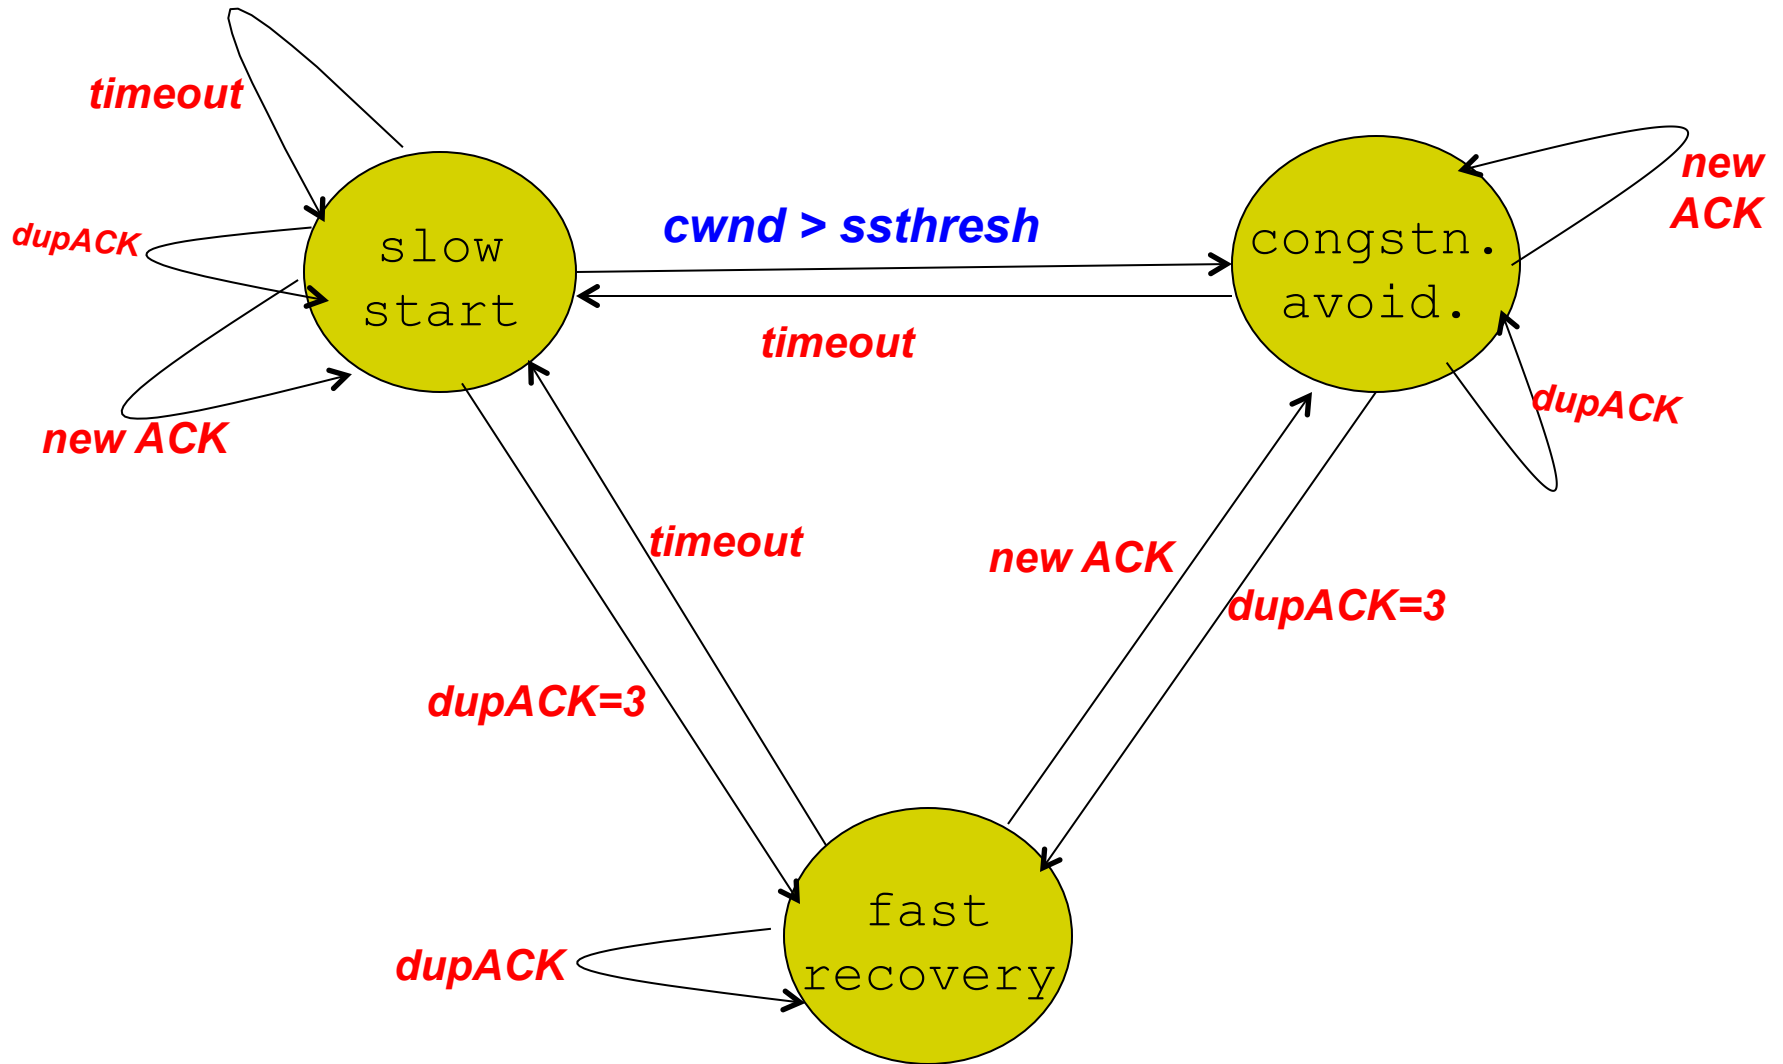 timeout
dupACK
slow
start
new ACK
cwnd > ssthresh
timeout
congstn.
avoid.
new
ACK
dupACK
timeout
new ACK
dupACK=3
dupACK=3
dupACK
fast
recovery